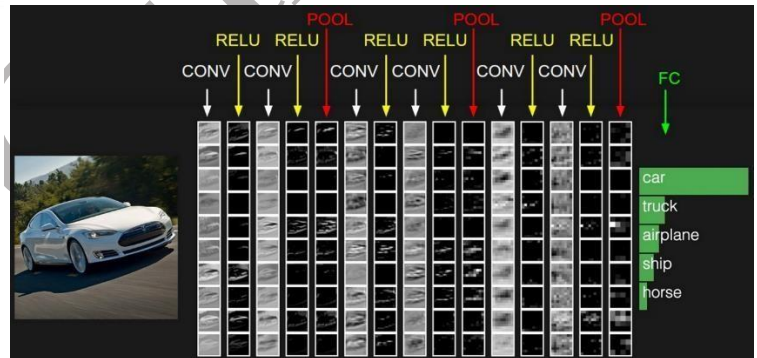 POOL POOL POOL
RELU RELU RELU RELU RELU RELU
CONV CONV CONV CONV CONV CONV
FC
car
truck
airplane
ship
horse